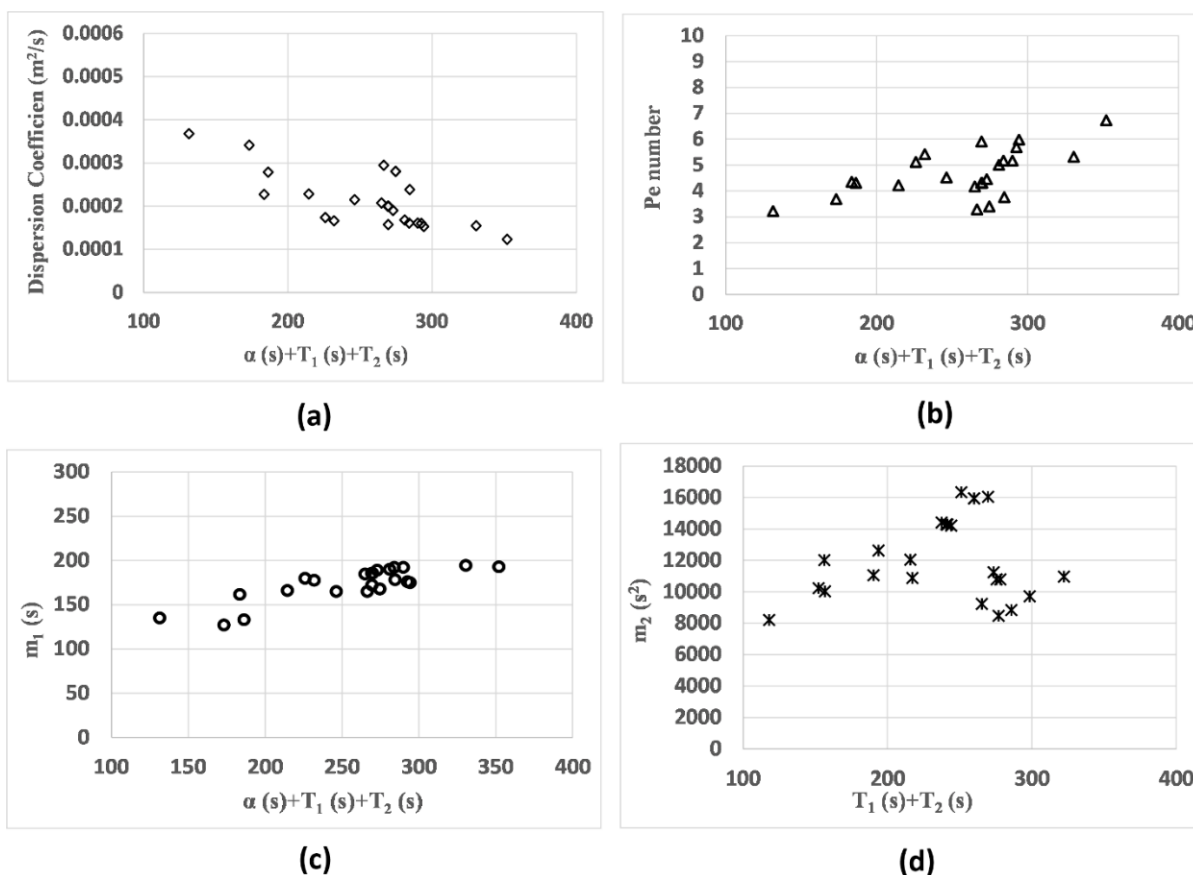 Dispersion Coefficien (m²/s)
0.0006
0.0005
0.0004
0.0003
0.0002
0.0001
0
100 200 300 400
α (s)+T₁ (s)+T₂ (s)
(a)
Pe number
10
9
8
7
6
5
4
3
2
1
0
100 200 300 400
α (s)+T₁ (s)+T₂ (s)
(b)
m₁ (s)
300
250
200
150
100
50
0
100 150 200 250 300 350 400
α (s)+T₁ (s)+T₂ (s)
(c)
m₂ (s²)
18000
16000
14000
12000
10000
8000
6000
4000
2000
0
100 200 300 400
T₁ (s)+T₂ (s)
(d)